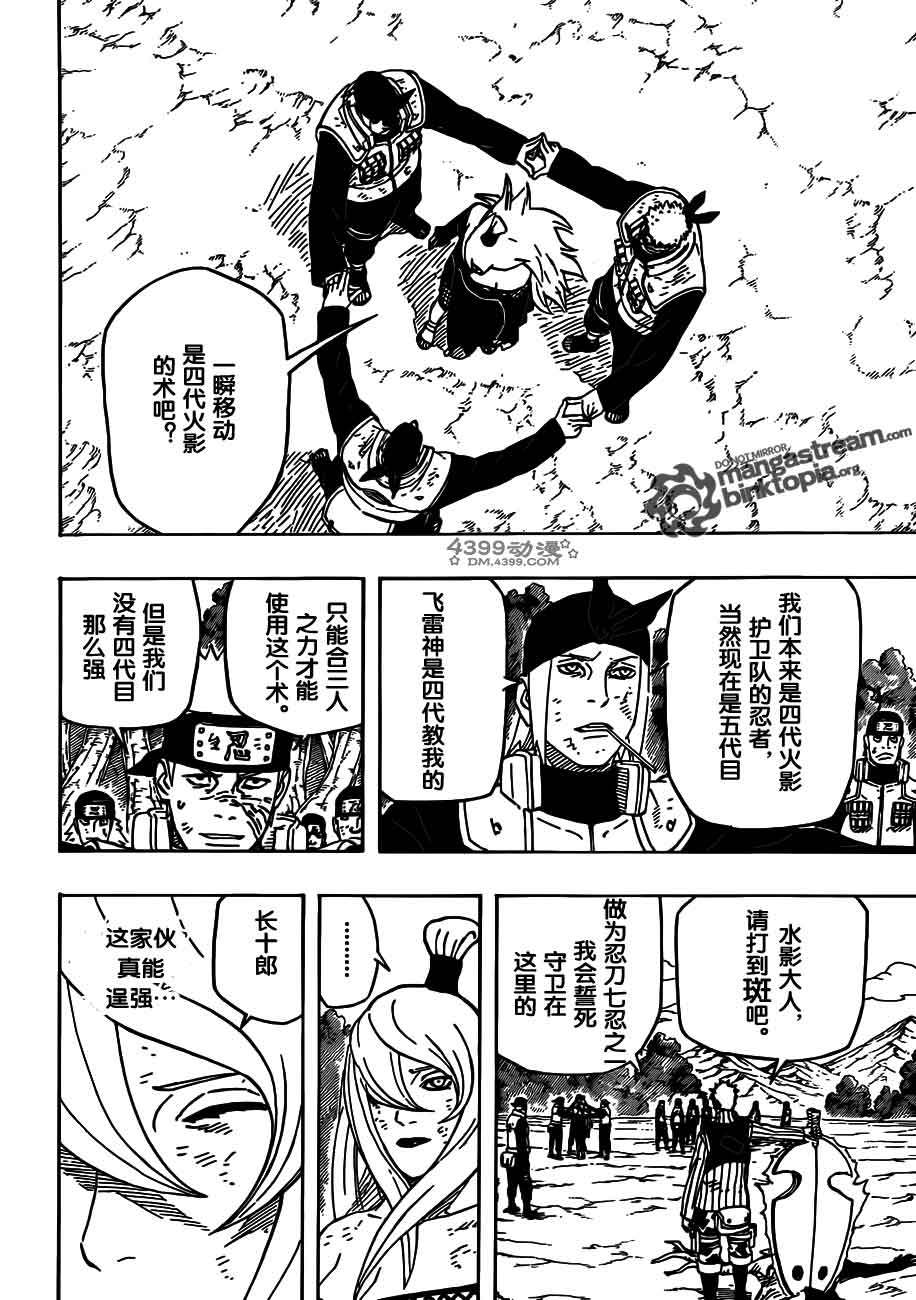 一瞬移动
是四代火影
的术吧？
DO NOT MIRROR
mangastream.com
binktopia.org
4399动漫
DM.4399.COM
我们本来是四代火影
护卫队的忍者，
当然现在是五代目
飞雷神是四代教我的
b
d
只能合三人
之力才能
使用这个术。
但是我们
没有四代目
那么强
忍
水影大人，
请打到斑吧。
做为忍刀七忍之一
我会誓死
守卫在
这里的
………
长十郎
这家伙
真能
逞强…